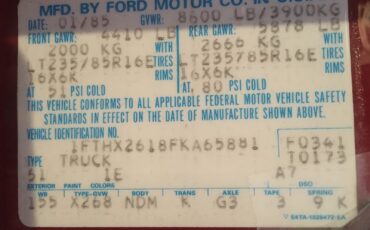 MFD. BY FORD MOTOR CO. IN U.S.A.
DATE: 01/85 GVWR: 8600 LB/3900KG
FRONT GAWR: 4410 LB REAR GAWR: 5878 LB
2000 KG WITH 2666 KG WITH
LT235/85R16E TIRES LT235/85R16E TIRES
16X6K RIMS 16X6K RIMS
AT 51 PSI COLD AT 80 PSI COLD
THIS VEHICLE CONFORMS TO ALL APPLICABLE FEDERAL MOTOR VEHICLE SAFETY
STANDARDS IN EFFECT ON THE DATE OF MANUFACTURE SHOWN ABOVE.
VEHICLE IDENTIFICATION NO.
1FTHX2618FKA65881 F0341
TYPE TRUCK T0173
51 1E A7
EXTERIOR PAINT COLORS DSO
WB TYPE-GVW BODY TRANS AXLE TAPE SPRING
155 X268 NDM K G3 3 9 K